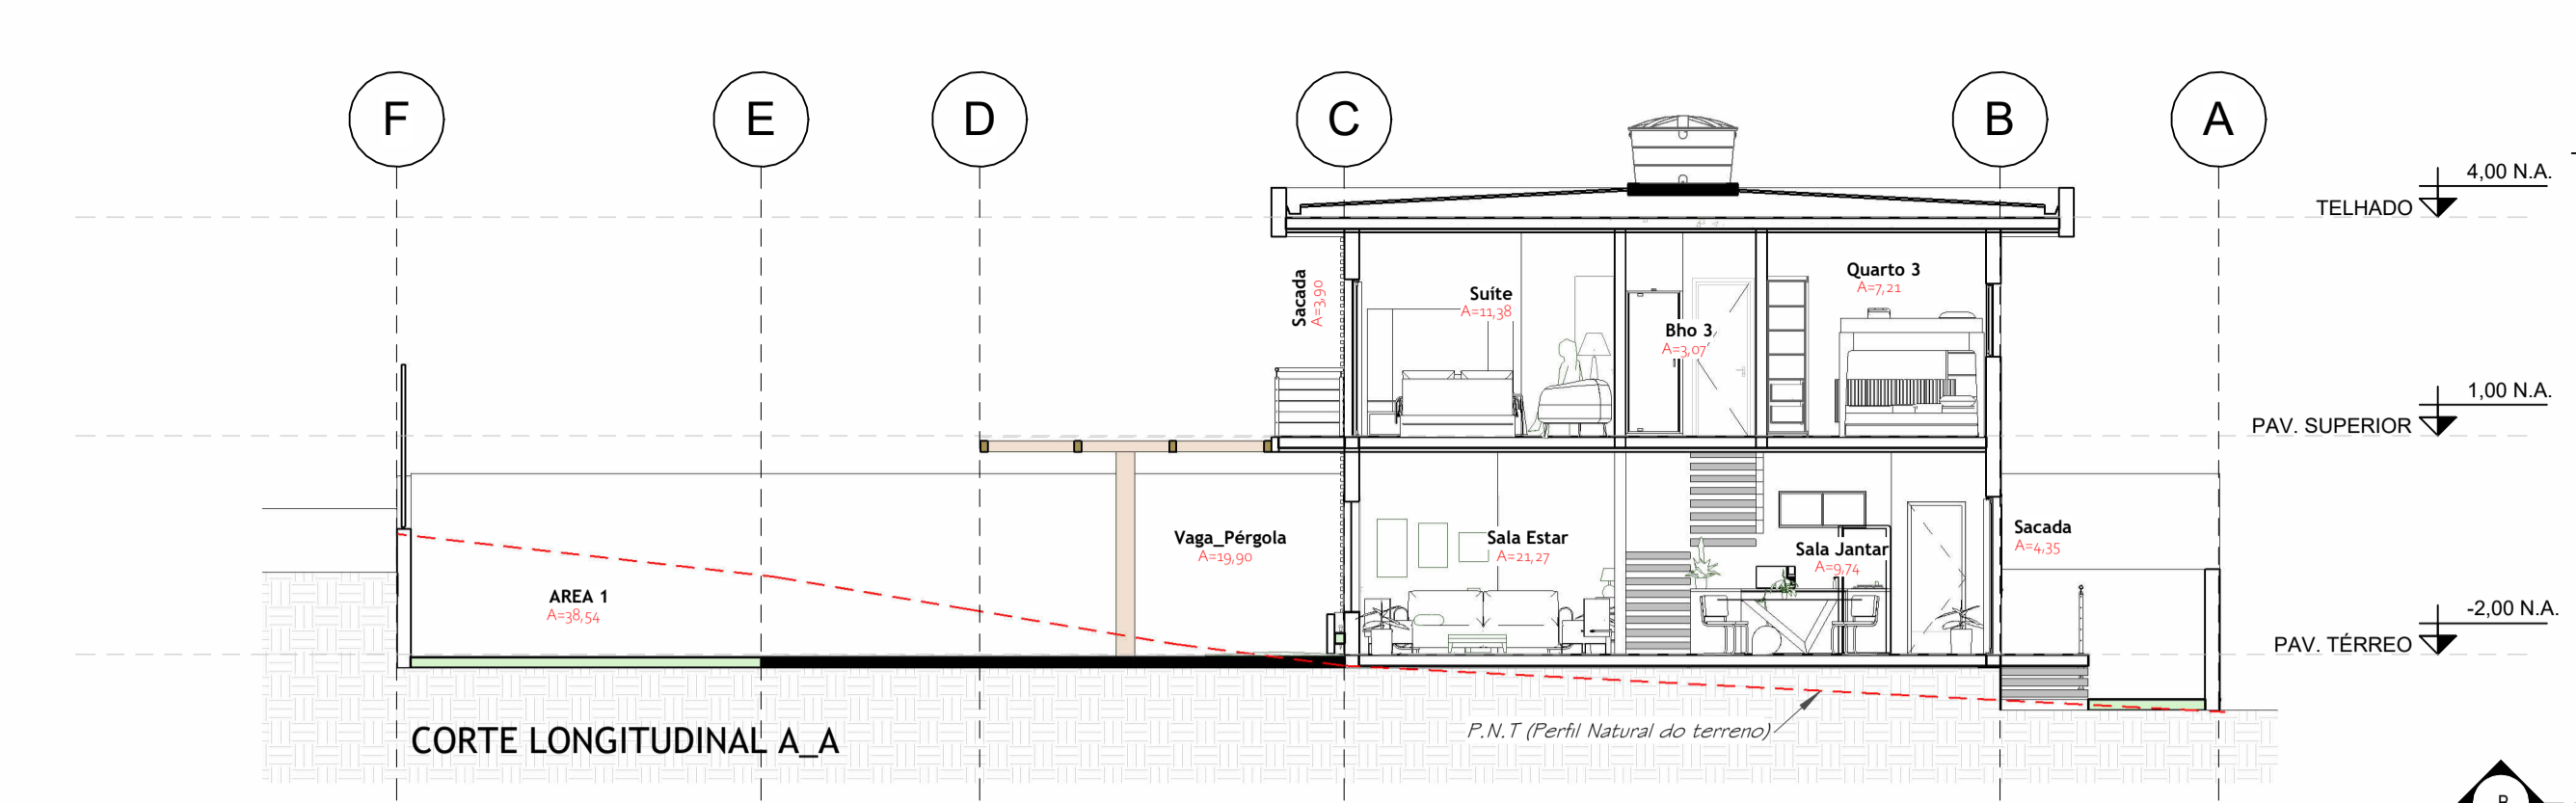 F
E
D
C
B
A
4,00 N.A.
TELHADO
Quarto 3
A=7,21
Sacada
A=3,90
Suíte
A=11,38
Bho 3
A=3,07
1,00 N.A.
PAV. SUPERIOR
Vaga_Pérgola
A=19,90
Sala Estar
A=21,27
Sala Jantar
A=9,74
Sacada
A=4,35
AREA 1
A=38,54
-2,00 N.A.
PAV. TÉRREO
P.N.T (Perfil Natural do terreno)
CORTE LONGITUDINAL A_A